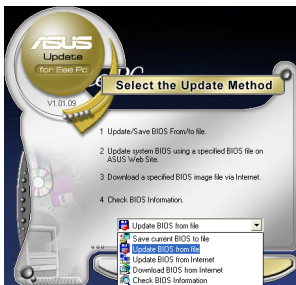 ASUS
Update
for Eee Pc
V1.01.09
PC
Select the Update Method
1 Update/Save BIOS From/to file.
2 Update system BIOS using a specified BIOS file on
ASUS Web Site.
3 Download a specified BIOS image file via Internet.
4 Check BIOS Information.
Update BIOS from file
Save current BIOS to file
Update BIOS from file
Update BIOS from Internet
Download BIOS from Internet
Check BIOS Information